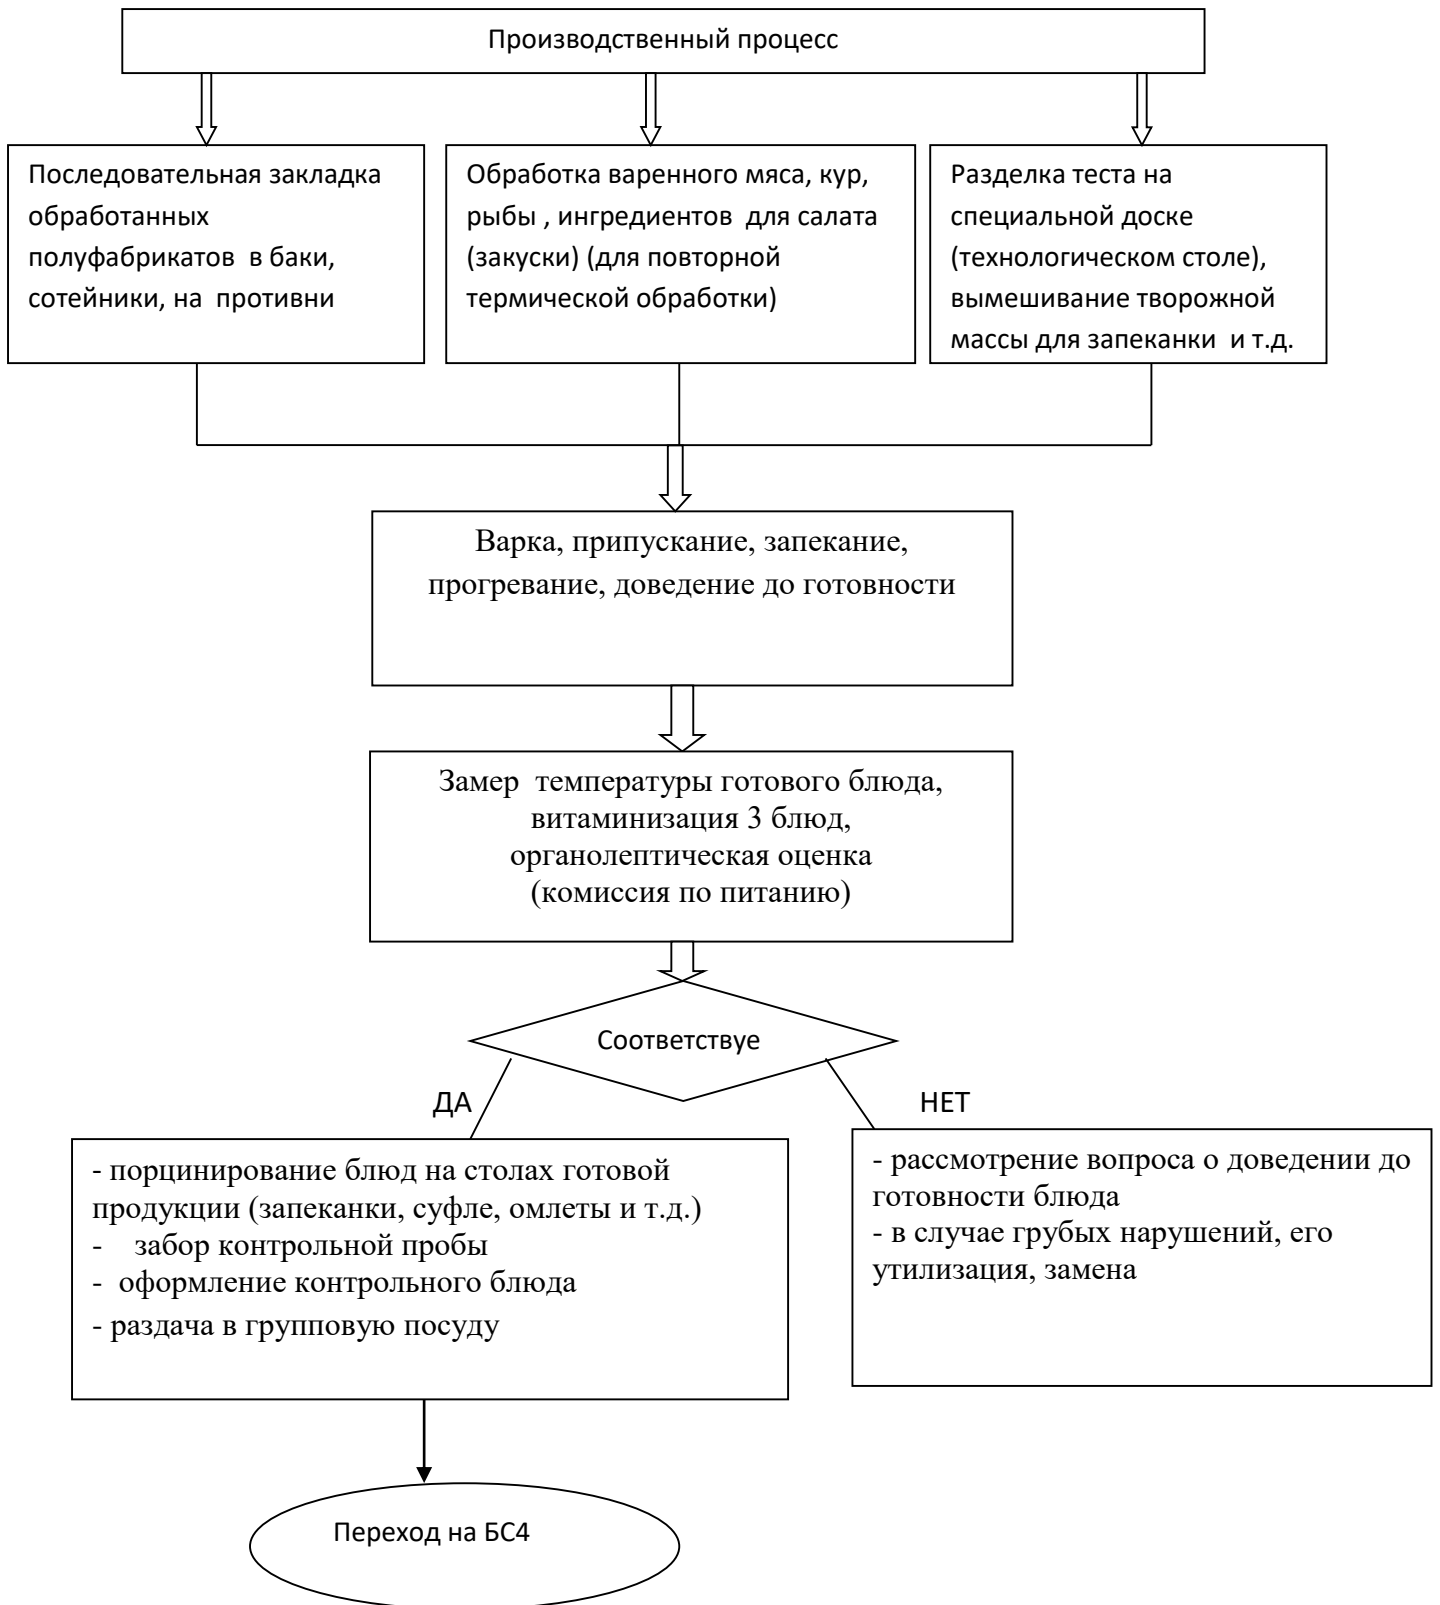 Производственный процесс
Последовательная закладка
обработанных
полуфабрикатов в баки,
сотейники, на противни
Обработка варенного мяса, кур,
рыбы , ингредиентов для салата
(закуски) (для повторной
термической обработки)
Разделка теста на
специальной доске
(технологическом столе),
вымешивание творожной
массы для запеканки и т.д.
Варка, припускание, запекание,
прогревание, доведение до готовности
Замер температуры готового блюда,
витаминизация 3 блюд,
органолептическая оценка
(комиссия по питанию)
Соответствуе
ДА
НЕТ
- порцинирование блюд на столах готовой
продукции (запеканки, суфле, омлеты и т.д.)
- забор контрольной пробы
- оформление контрольного блюда
- раздача в групповую посуду
- рассмотрение вопроса о доведении до
готовности блюда
- в случае грубых нарушений, его
утилизация, замена
Переход на БС4